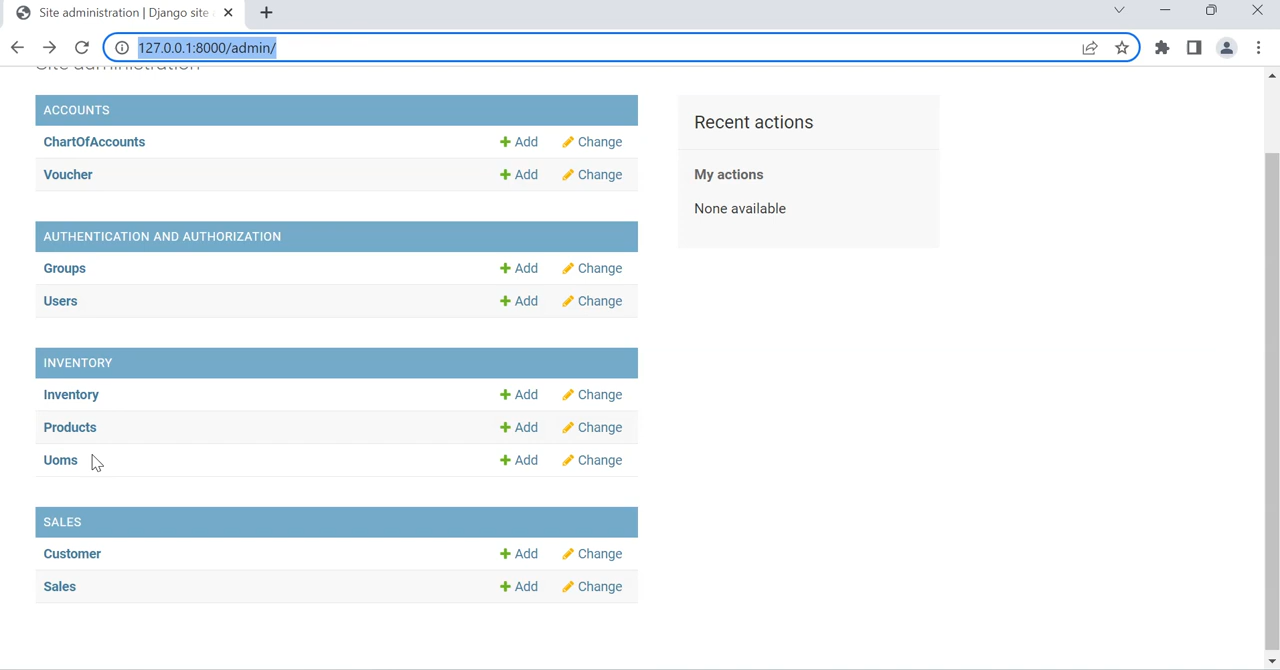 Site administration | Django site
127.0.0.1:8000/admin/
Site administration
ACCOUNTS
ChartOfAccounts Add Change
Voucher Add Change
AUTHENTICATION AND AUTHORIZATION
Groups Add Change
Users Add Change
INVENTORY
Inventory Add Change
Products Add Change
Uoms Add Change
SALES
Customer Add Change
Sales Add Change
Recent actions
My actions
None available